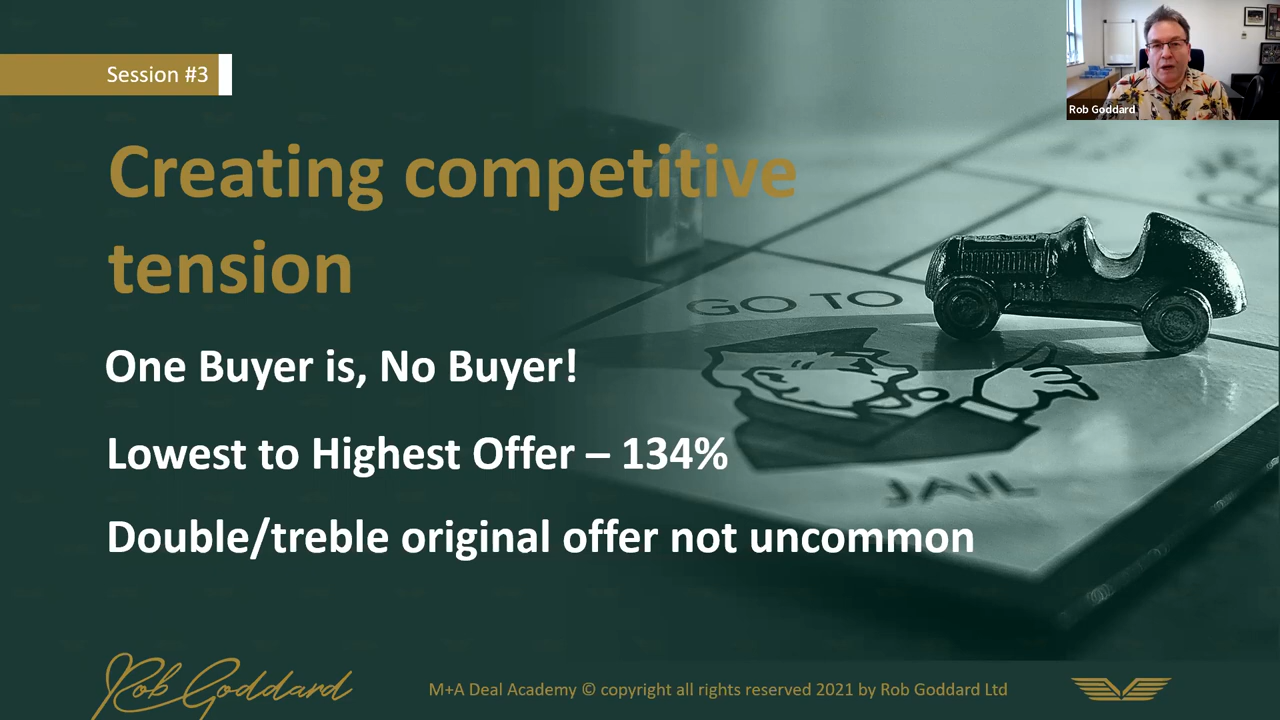 Session #3
Rob Goddard
Creating competitive
tension
GO TO
JAIL
One Buyer is, No Buyer!
Lowest to Highest Offer – 134%
Double/treble original offer not uncommon
Rob Goddard
M+A Deal Academy © copyright all rights reserved 2021 by Rob Goddard Ltd